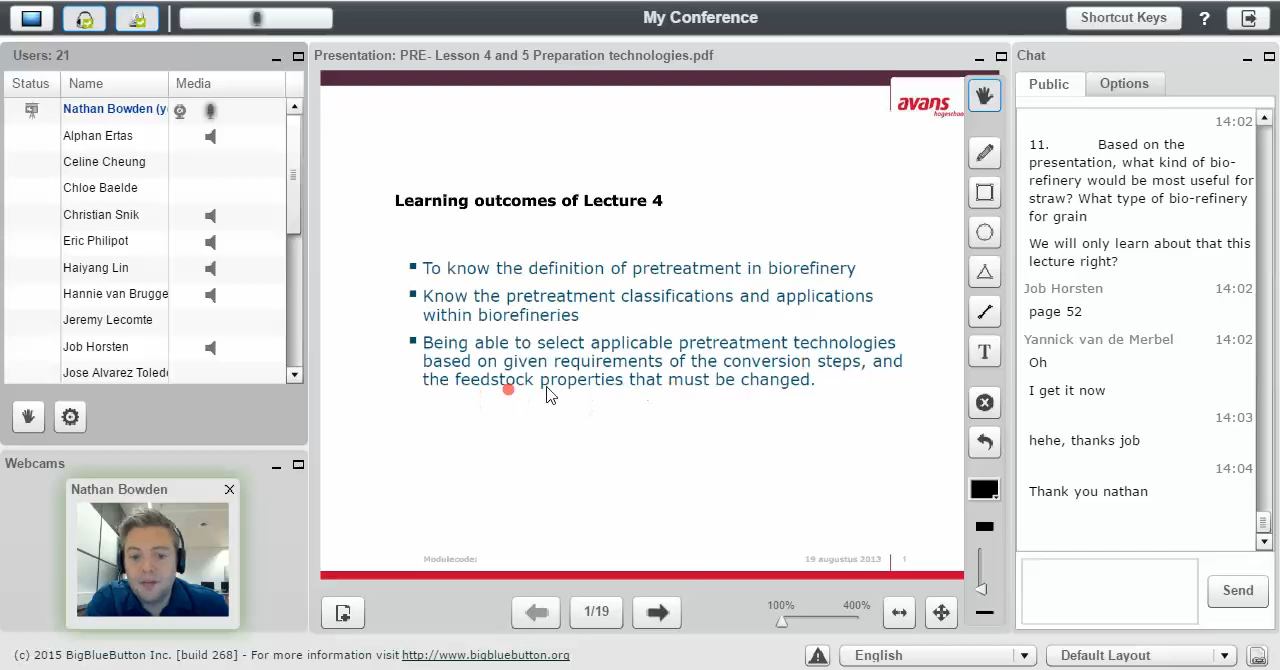 My Conference
Shortcut Keys
?
Users: 21
Status Name Media
Nathan Bowden (y
Alphan Ertas
Celine Cheung
Chloe Baelde
Christian Snik
Eric Philipot
Haiyang Lin
Hannie van Brugge
Jeremy Lecomte
Job Horsten
Jose Alvarez Toled
Webcams
Nathan Bowden
Presentation: PRE- Lesson 4 and 5 Preparation technologies.pdf
avans
hogeschool
Learning outcomes of Lecture 4
To know the definition of pretreatment in biorefinery
Know the pretreatment classifications and applications
within biorefineries
Being able to select applicable pretreatment technologies
based on given requirements of the conversion steps, and
the feedstock properties that must be changed.
Modulecode: 19 augustus 2013 1
T
1/19
100% 400%
Chat
Public Options
14:02
11. Based on the
presentation, what kind of bio-
refinery would be most useful for
straw? What type of bio-refinery
for grain
We will only learn about that this
lecture right?
Job Horsten 14:02
page 52
Yannick van de Merbel 14:02
Oh
I get it now
14:03
hehe, thanks job
14:04
Thank you nathan
Send
(c) 2015 BigBlueButton Inc. [build 268] - For more information visit http://www.bigbluebutton.org
English
Default Layout